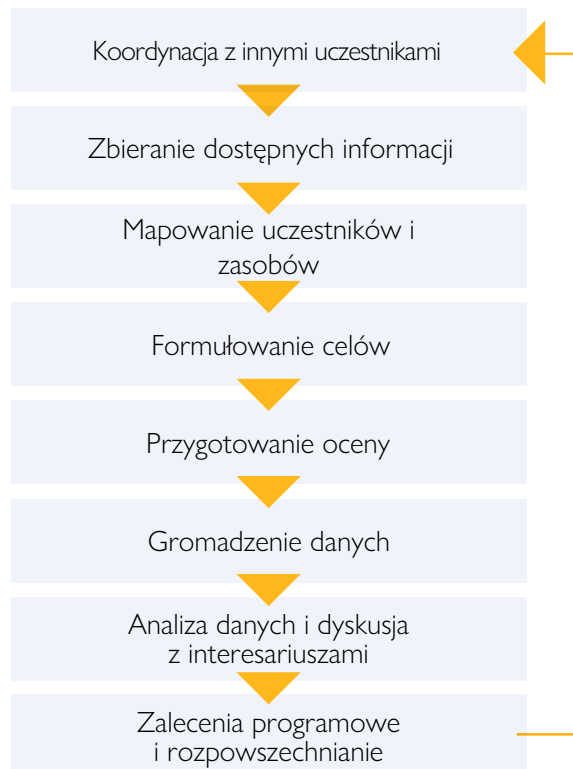 Koordynacja z innymi uczestnikami
Zbieranie dostępnych informacji
Mapowanie uczestników i
zasobów
Formułowanie celów
Przygotowanie oceny
Gromadzenie danych
Analiza danych i dyskusja
z interesariuszami
Zalecenia programowe
i rozpowszechnianie